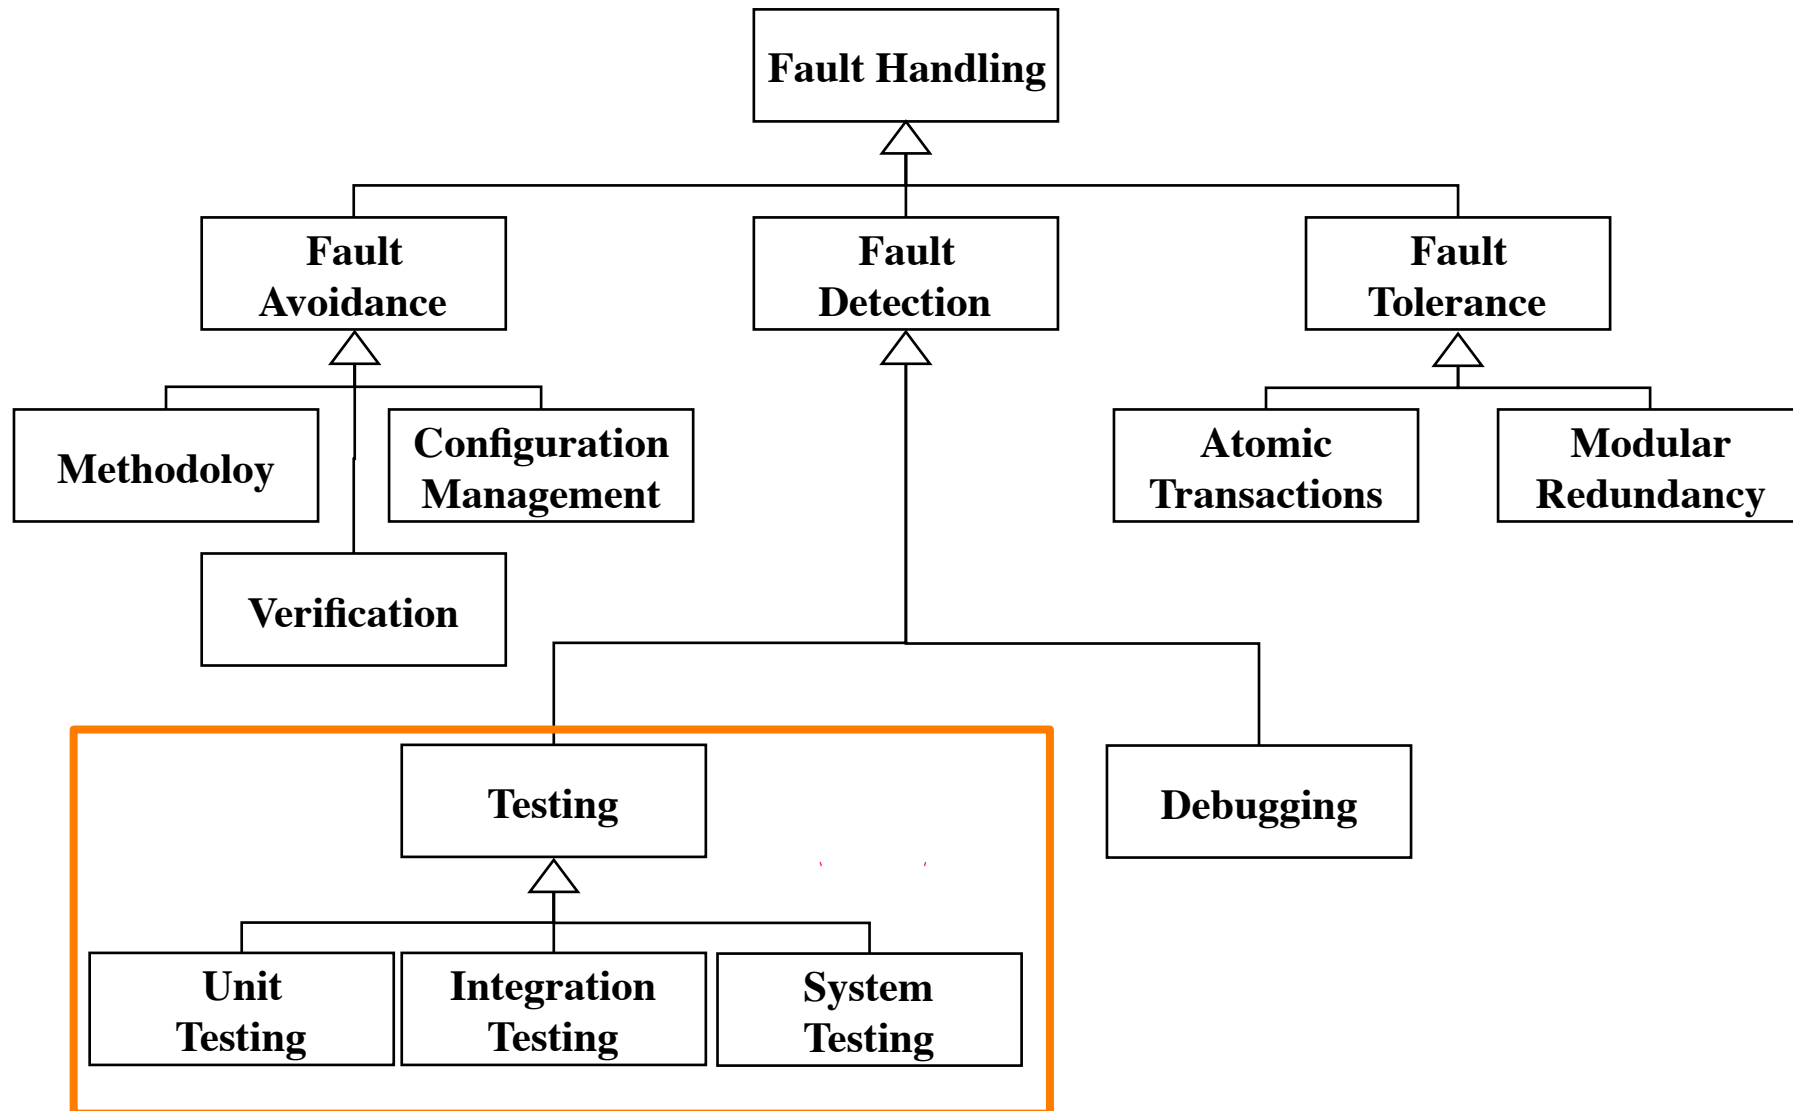 Fault Handling
Fault
Avoidance
Fault
Detection
Fault
Tolerance
Methodoloy
Configuration
Management
Atomic
Transactions
Modular
Redundancy
Verification
Testing
Debugging
Unit
Testing
Integration
Testing
System
Testing